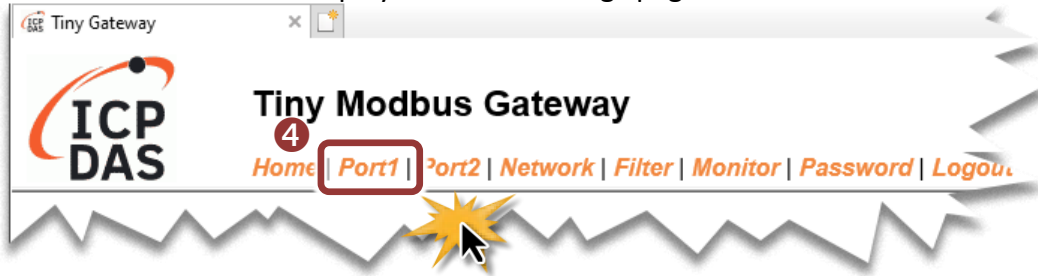 Tiny Gateway
ICP
DAS
Tiny Modbus Gateway
4
Home | Port1 | Port2 | Network | Filter | Monitor | Password | Logout